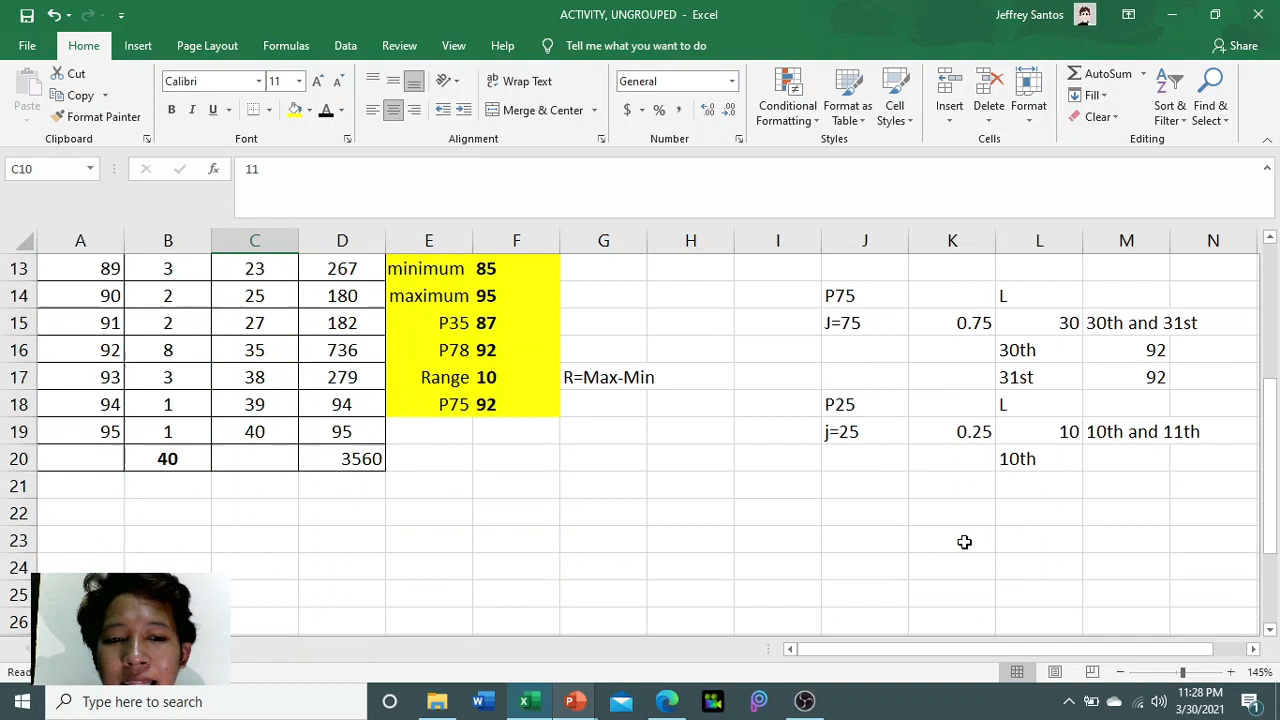 ACTIVITY, UNGROUPED - Excel
Jeffrey Santos
File Home Insert Page Layout Formulas Data Review View Help Tell me what you want to do Share
Paste
Cut
Copy
Format Painter
Clipboard
Calibri 11
B I U
Font
Wrap Text
Merge & Center
Alignment
General
$ % ,
Number
Conditional Formatting
Format as Table
Cell Styles
Styles
Insert Delete Format
Cells
AutoSum
Fill
Clear
Sort & Filter
Find & Select
Editing
C10 fx 11
A B C D E F G H I J K L M N
13 89 3 23 267 minimum 85
14 90 2 25 180 maximum 95 P75 L
15 91 2 27 182 P35 87 J=75 0.75 30 30th and 31st
16 92 8 35 736 P78 92 30th 92
17 93 3 38 279 Range 10 R=Max-Min 31st 92
18 94 1 39 94 P75 92 P25 L
19 95 1 40 95 j=25 0.25 10 10th and 11th
20 40 3560 10th
21
22
23
24
25
26
145%
Type here to search
11:28 PM
3/30/2021